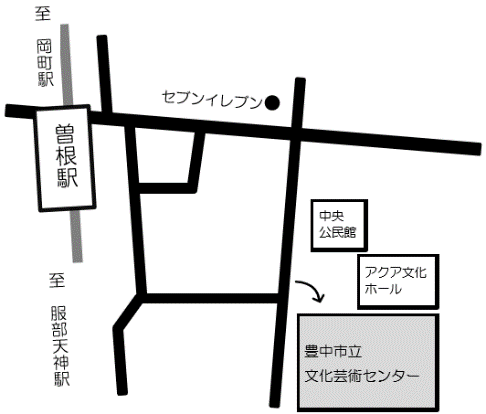 至 岡町駅
セブンイレブン
曽根駅
中央
公民館
アクア文化
ホール
至 服部天神駅
豊中市立
文化芸術センター